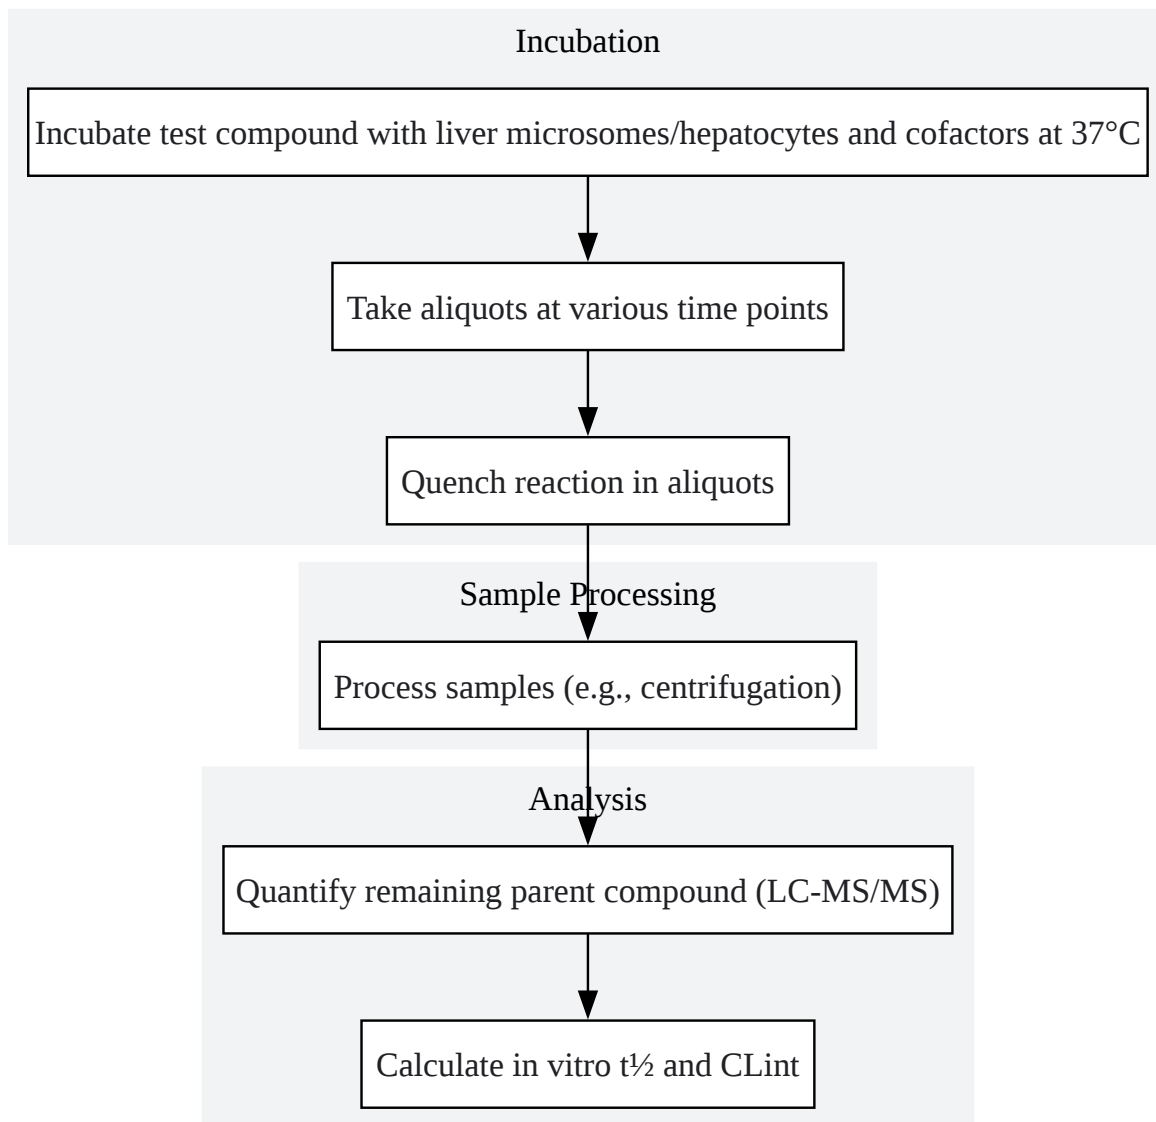 Incubation
Incubate test compound with liver microsomes/hepatocytes and cofactors at 37°C
Take aliquots at various time points
Quench reaction in aliquots
Sample Processing
Process samples (e.g., centrifugation)
Analysis
Quantify remaining parent compound (LC-MS/MS)
Calculate in vitro t½ and CLint